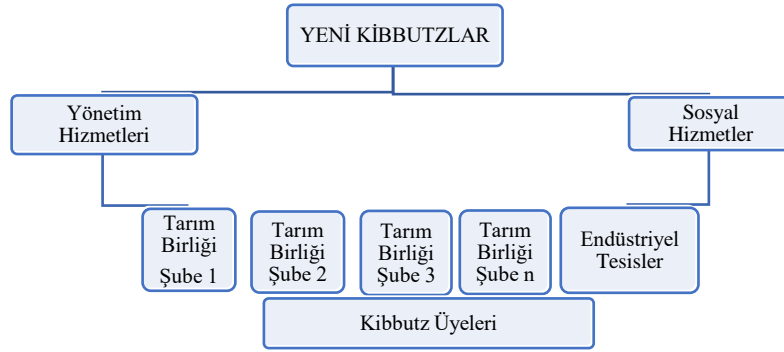 YENİ KİBBUTZLAR
Yönetim
Hizmetleri
Sosyal
Hizmetler
Tarım
Birliği
Şube 1
Tarım
Birliği
Şube 2
Tarım
Birliği
Şube 3
Tarım
Birliği
Şube n
Endüstriyel
Tesisler
Kibbutz Üyeleri